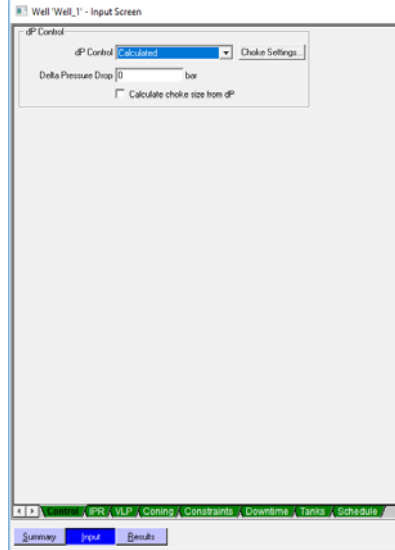 Well 'Well_1' - Input Screen
dP Control
dP Control Calculated Choke Settings...
Delta Pressure Drop 0 bar
Calculate choke size from dP
Control IPR VLP Coning Constraints Downtime Tanks Schedule
Summary Input Results